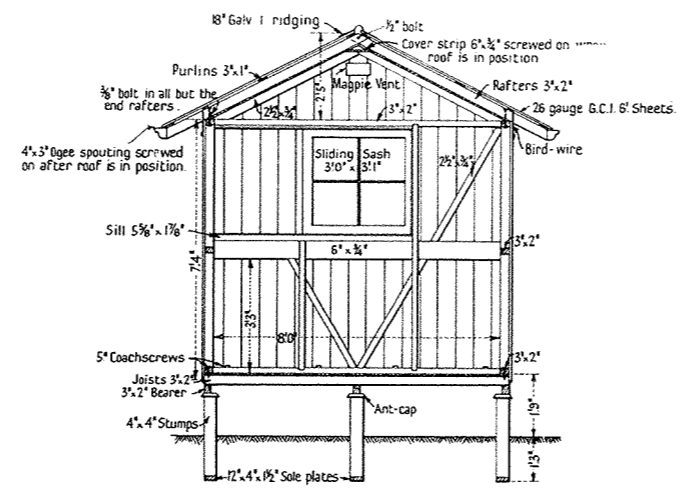 18" Galv
ridging
½" bolt
Cover strip 6"x¾" screwed on when
roof is in position
Purlins 3"x1"
Magpie Vent
Rafters 3"x2"
⅜" bolt in all but the
end rafters.
2½"x¾"
2'5"
3"x2"
26 gauge G.C.I. 6' Sheets.
4"x3" Ogee spouting screwed
on after roof is in position.
Bird-wire
Sliding Sash
3'0" x 3'1"
2½"x¾"
Sill 5⅝" x 1⅞"
6" x ¾"
3"x2"
7'4"
3'3"
8'0"
5" Coachscrews
3"x2"
Joists 3"x2"
3"x2" Bearer
Ant-cap
4"x4" Stumps
1'9"
1'3"
12"x4"x1½" Sole plates